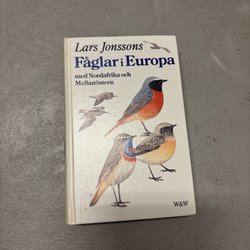 Lars Jonssons
Fåglar i Europa
med Nordafrika och
Mellanöstern
W&W